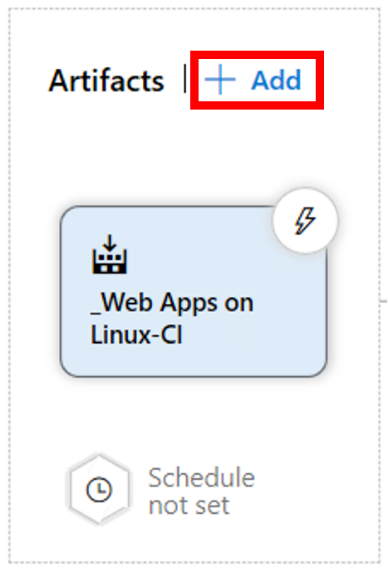 Artifacts | + Add
_Web Apps on
Linux-CI
Schedule
not set